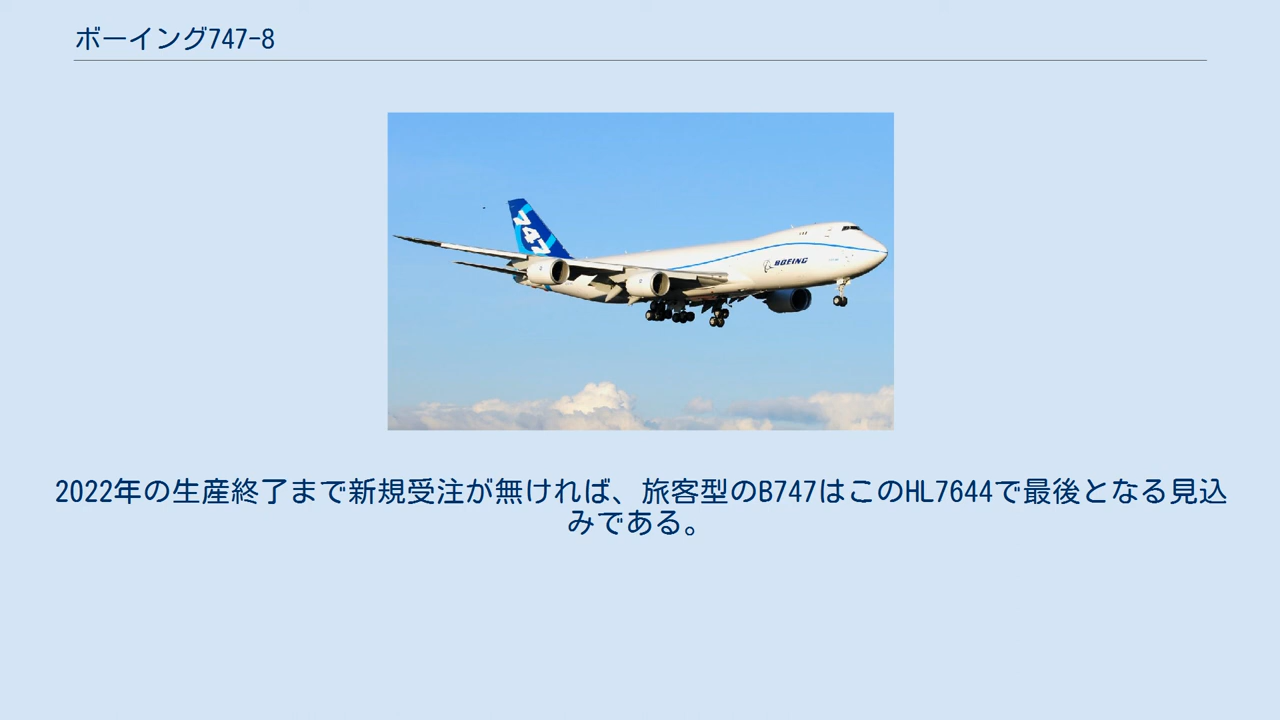 ボーイング747-8
747
BOEING
2022年の生産終了まで新規受注が無ければ、旅客型のB747はこのHL7644で最後となる見込
みである。